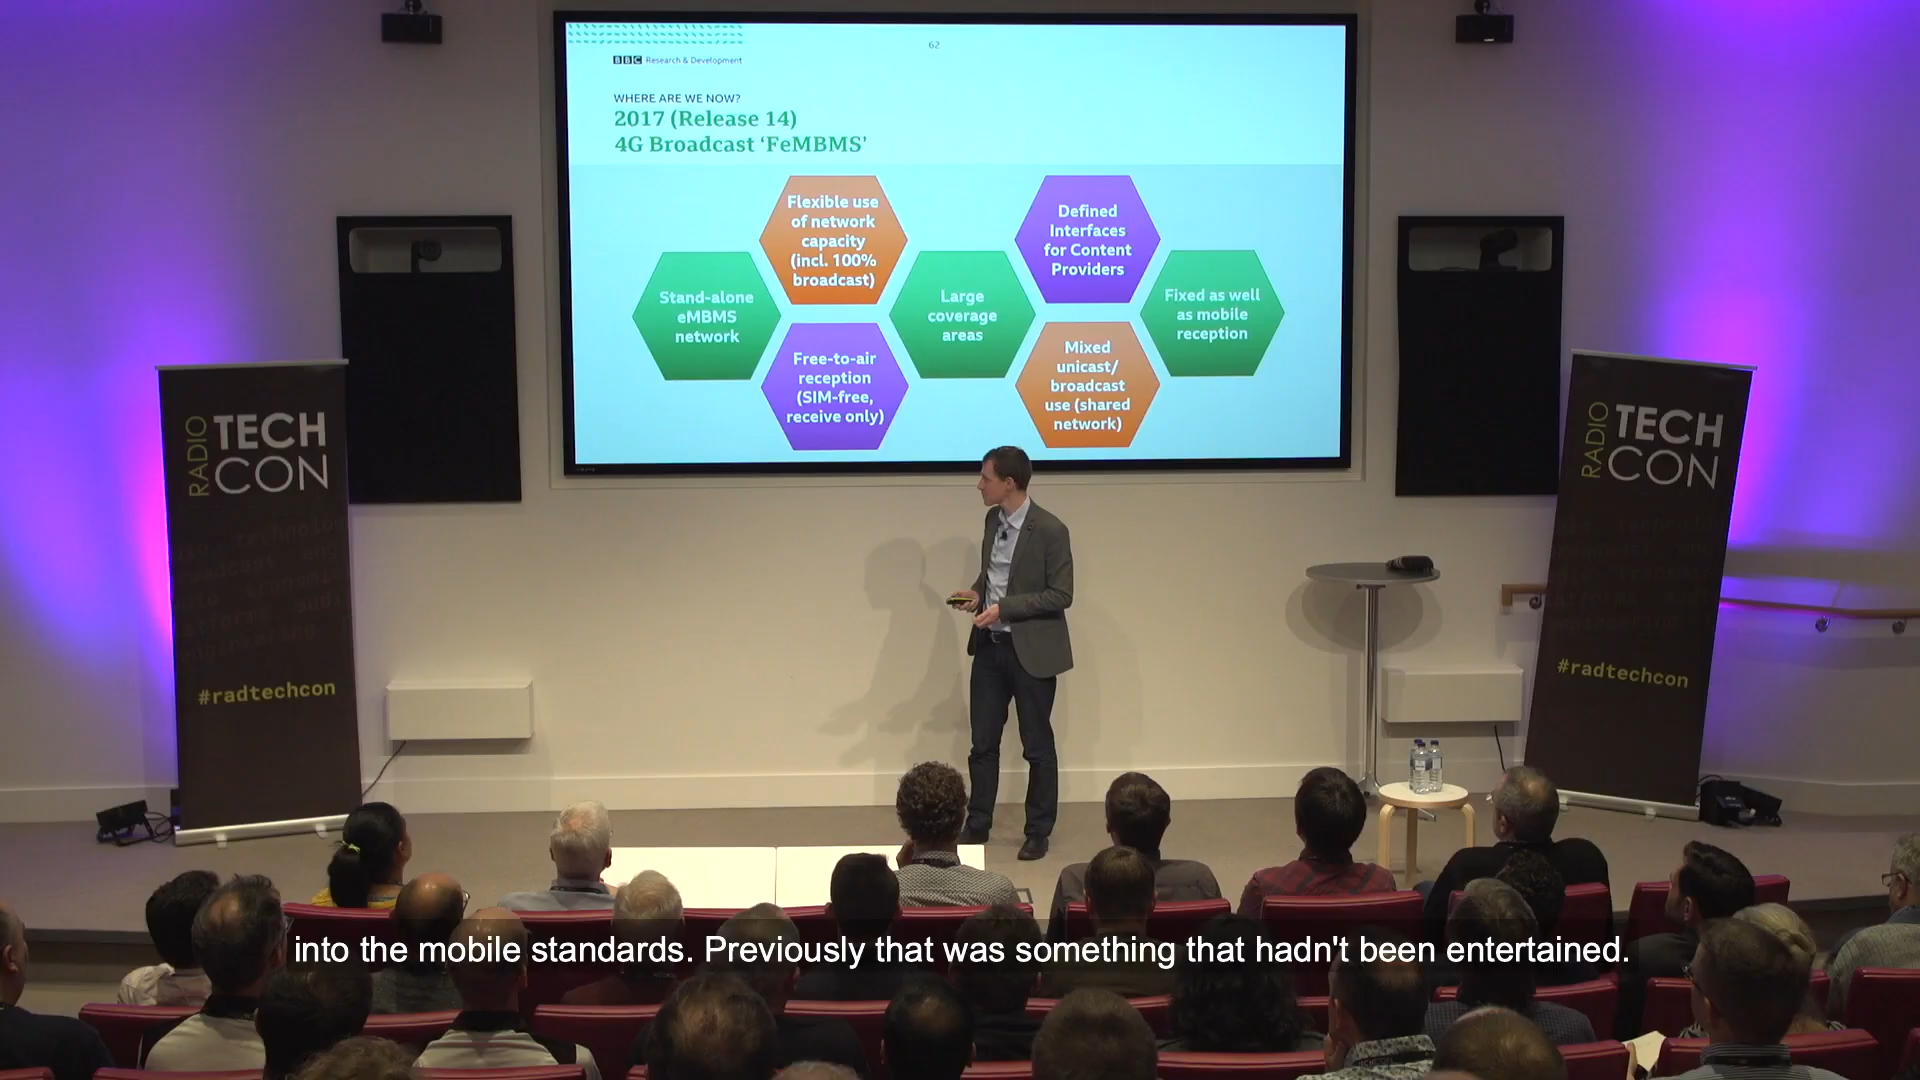 62
BBC Research & Development
WHERE ARE WE NOW?
2017 (Release 14)
4G Broadcast ‘FeMBMS’
Stand-alone
eMBMS
network
Flexible use
of network
capacity
(incl. 100%
broadcast)
Free-to-air
reception
(SIM-free,
receive only)
Large
coverage
areas
Defined
Interfaces
for Content
Providers
Mixed
unicast/
broadcast
use (shared
network)
Fixed as well
as mobile
reception
RADIO
TECH
CON
#radtechcon
RADIO
TECH
CON
#radtechcon
into the mobile standards. Previously that was something that hadn't been entertained.